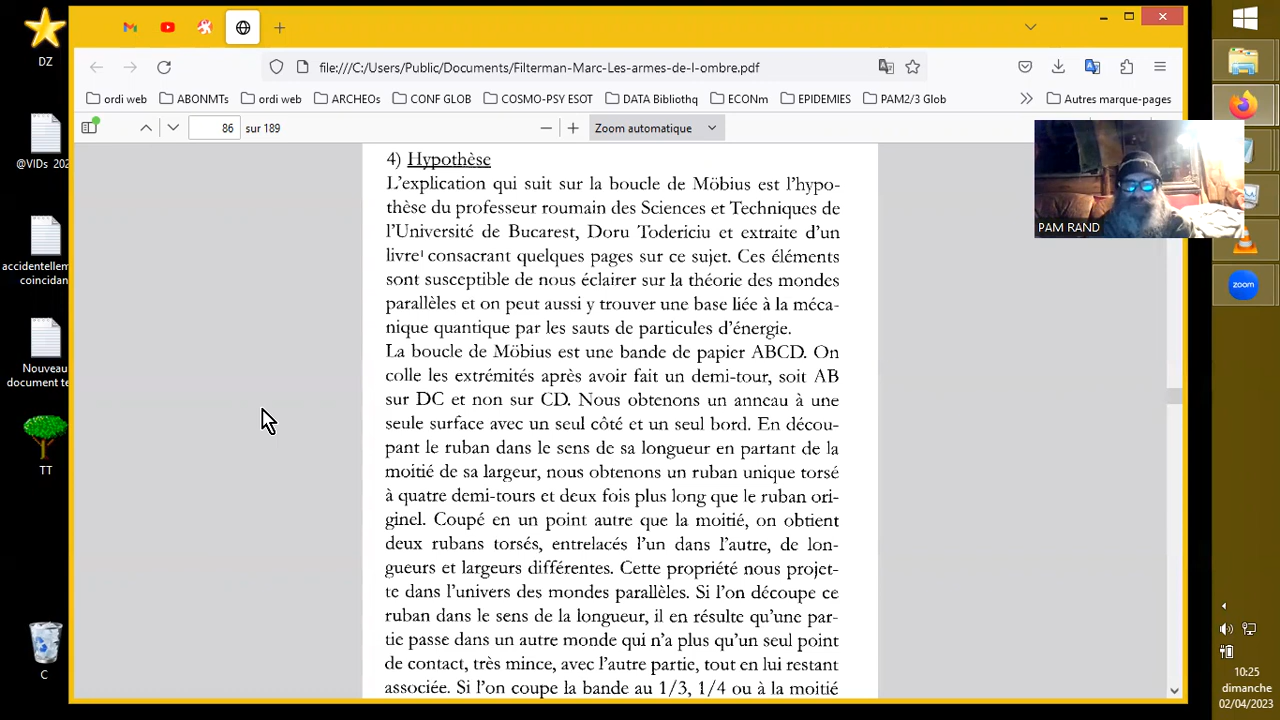 DZ
@VIDs 202
accidentellem
coincidan
Nouveau
document te
TT
C
file:///C:/Users/Public/Documents/Filterman-Marc-Les-armes-de-l-ombre.pdf
ordi web
ABONMTs
ordi web
ARCHEOs
CONF GLOB
COSMO-PSY ESOT
DATA Bibliothq
ECONm
EPIDEMIES
PAM2/3 Glob
Autres marque-pages
86 sur 189
Zoom automatique
4) Hypothèse
L'explication qui suit sur la boucle de Möbius est l'hypo-
thèse du professeur roumain des Sciences et Techniques de
l'Université de Bucarest, Doru Todericiu et extraite d'un
livre¹ consacrant quelques pages sur ce sujet. Ces éléments
sont susceptible de nous éclairer sur la théorie des mondes
parallèles et on peut aussi y trouver une base liée à la méca-
nique quantique par les sauts de particules d'énergie.
La boucle de Möbius est une bande de papier ABCD. On
colle les extrémités après avoir fait un demi-tour, soit AB
sur DC et non sur CD. Nous obtenons un anneau à une
seule surface avec un seul côté et un seul bord. En décou-
pant le ruban dans le sens de sa longueur en partant de la
moitié de sa largeur, nous obtenons un ruban unique torsé
à quatre demi-tours et deux fois plus long que le ruban ori-
ginel. Coupé en un point autre que la moitié, on obtient
deux rubans torsés, entrelacés l'un dans l'autre, de lon-
gueurs et largeurs différentes. Cette propriété nous projet-
te dans l'univers des mondes parallèles. Si l'on découpe ce
ruban dans le sens de la longueur, il en résulte qu'une par-
tie passe dans un autre monde qui n'a plus qu'un seul point
de contact, très mince, avec l'autre partie, tout en lui restant
associée. Si l'on coupe la bande au 1/3, 1/4 ou à la moitié
PAM RAND
zoom
10:25
dimanche
02/04/2023